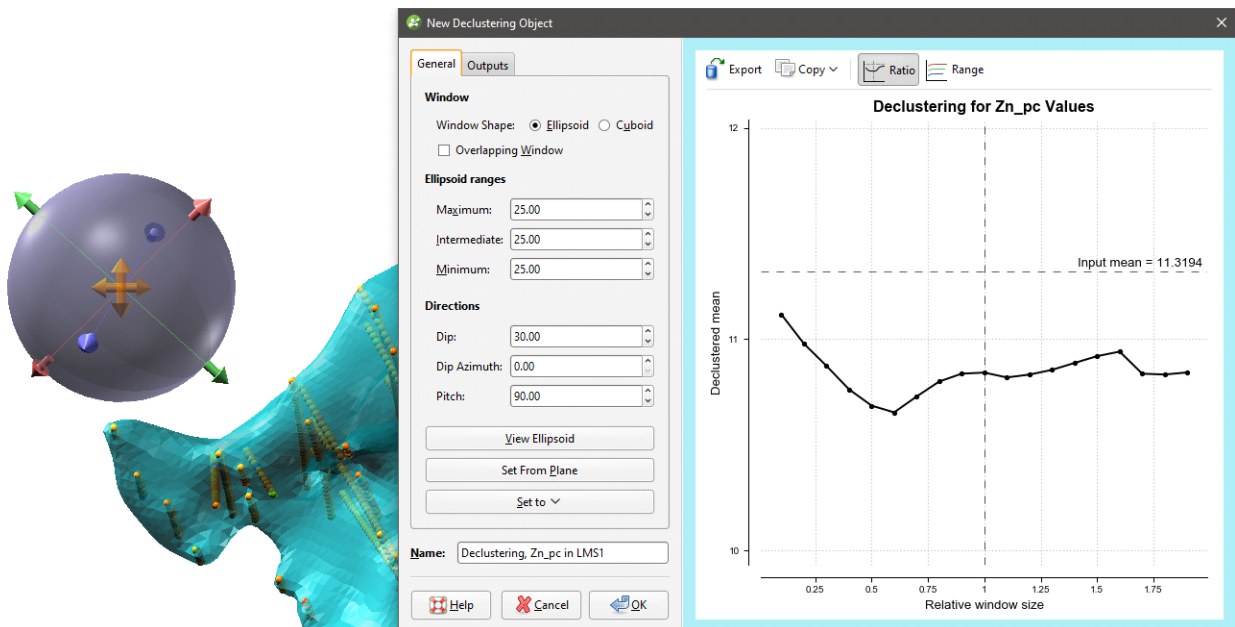 New Declustering Object
General Outputs
Window
Window Shape: Ellipsoid Cuboid
Overlapping Window
Ellipsoid ranges
Maximum: 25.00
Intermediate: 25.00
Minimum: 25.00
Directions
Dip: 30.00
Dip Azimuth: 0.00
Pitch: 90.00
View Ellipsoid
Set From Plane
Set to
Name: Declustering, Zn_pc in LMS1
Help Cancel OK
Export Copy Ratio Range
Declustering for Zn_pc Values
12
Input mean = 11.3194
11
Declustered mean
10
0.25 0.5 0.75 1 1.25 1.5 1.75
Relative window size